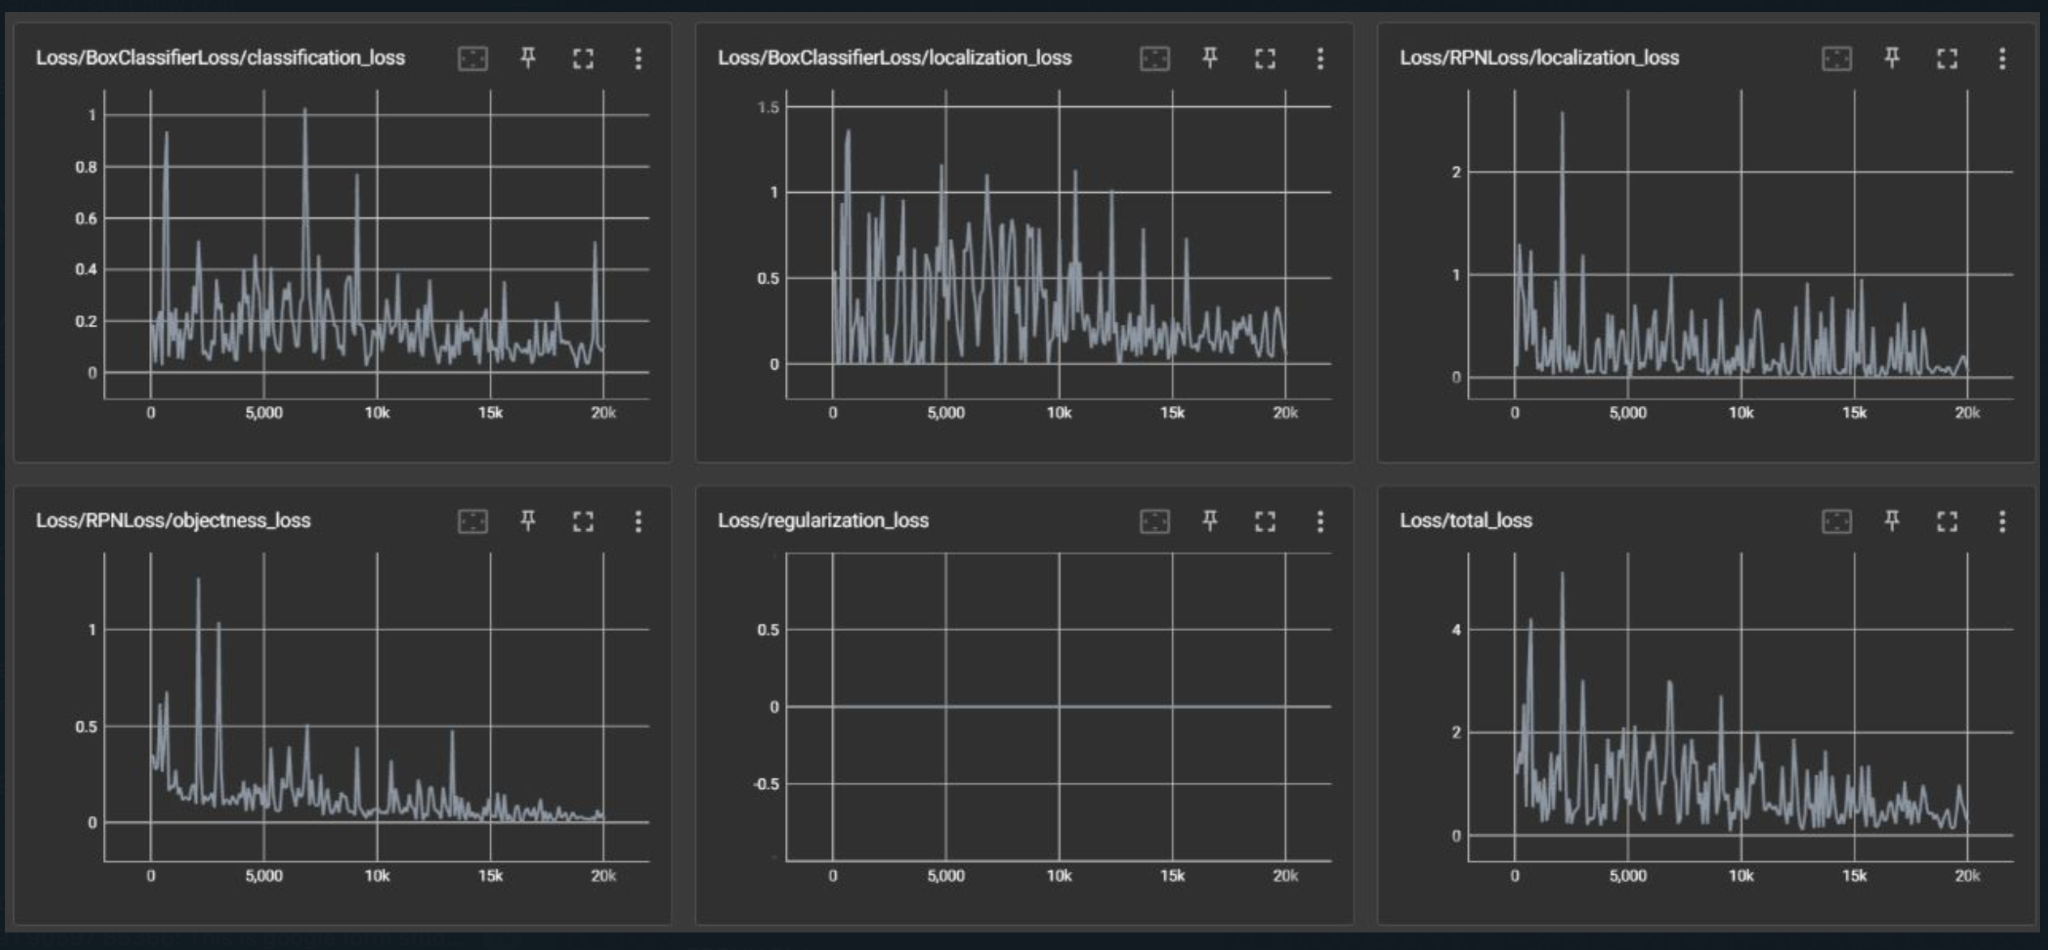 Loss/BoxClassifierLoss/classification_loss
1
0.8
0.6
0.4
0.2
0
0 5,000 10k 15k 20k
Loss/BoxClassifierLoss/localization_loss
1.5
1
0.5
0
0 5,000 10k 15k 20k
Loss/RPNLoss/localization_loss
2
1
0
0 5,000 10k 15k 20k
Loss/RPNLoss/objectness_loss
1
0.5
0
0 5,000 10k 15k 20k
Loss/regularization_loss
0.5
0
-0.5
0 5,000 10k 15k 20k
Loss/total_loss
4
2
0
0 5,000 10k 15k 20k